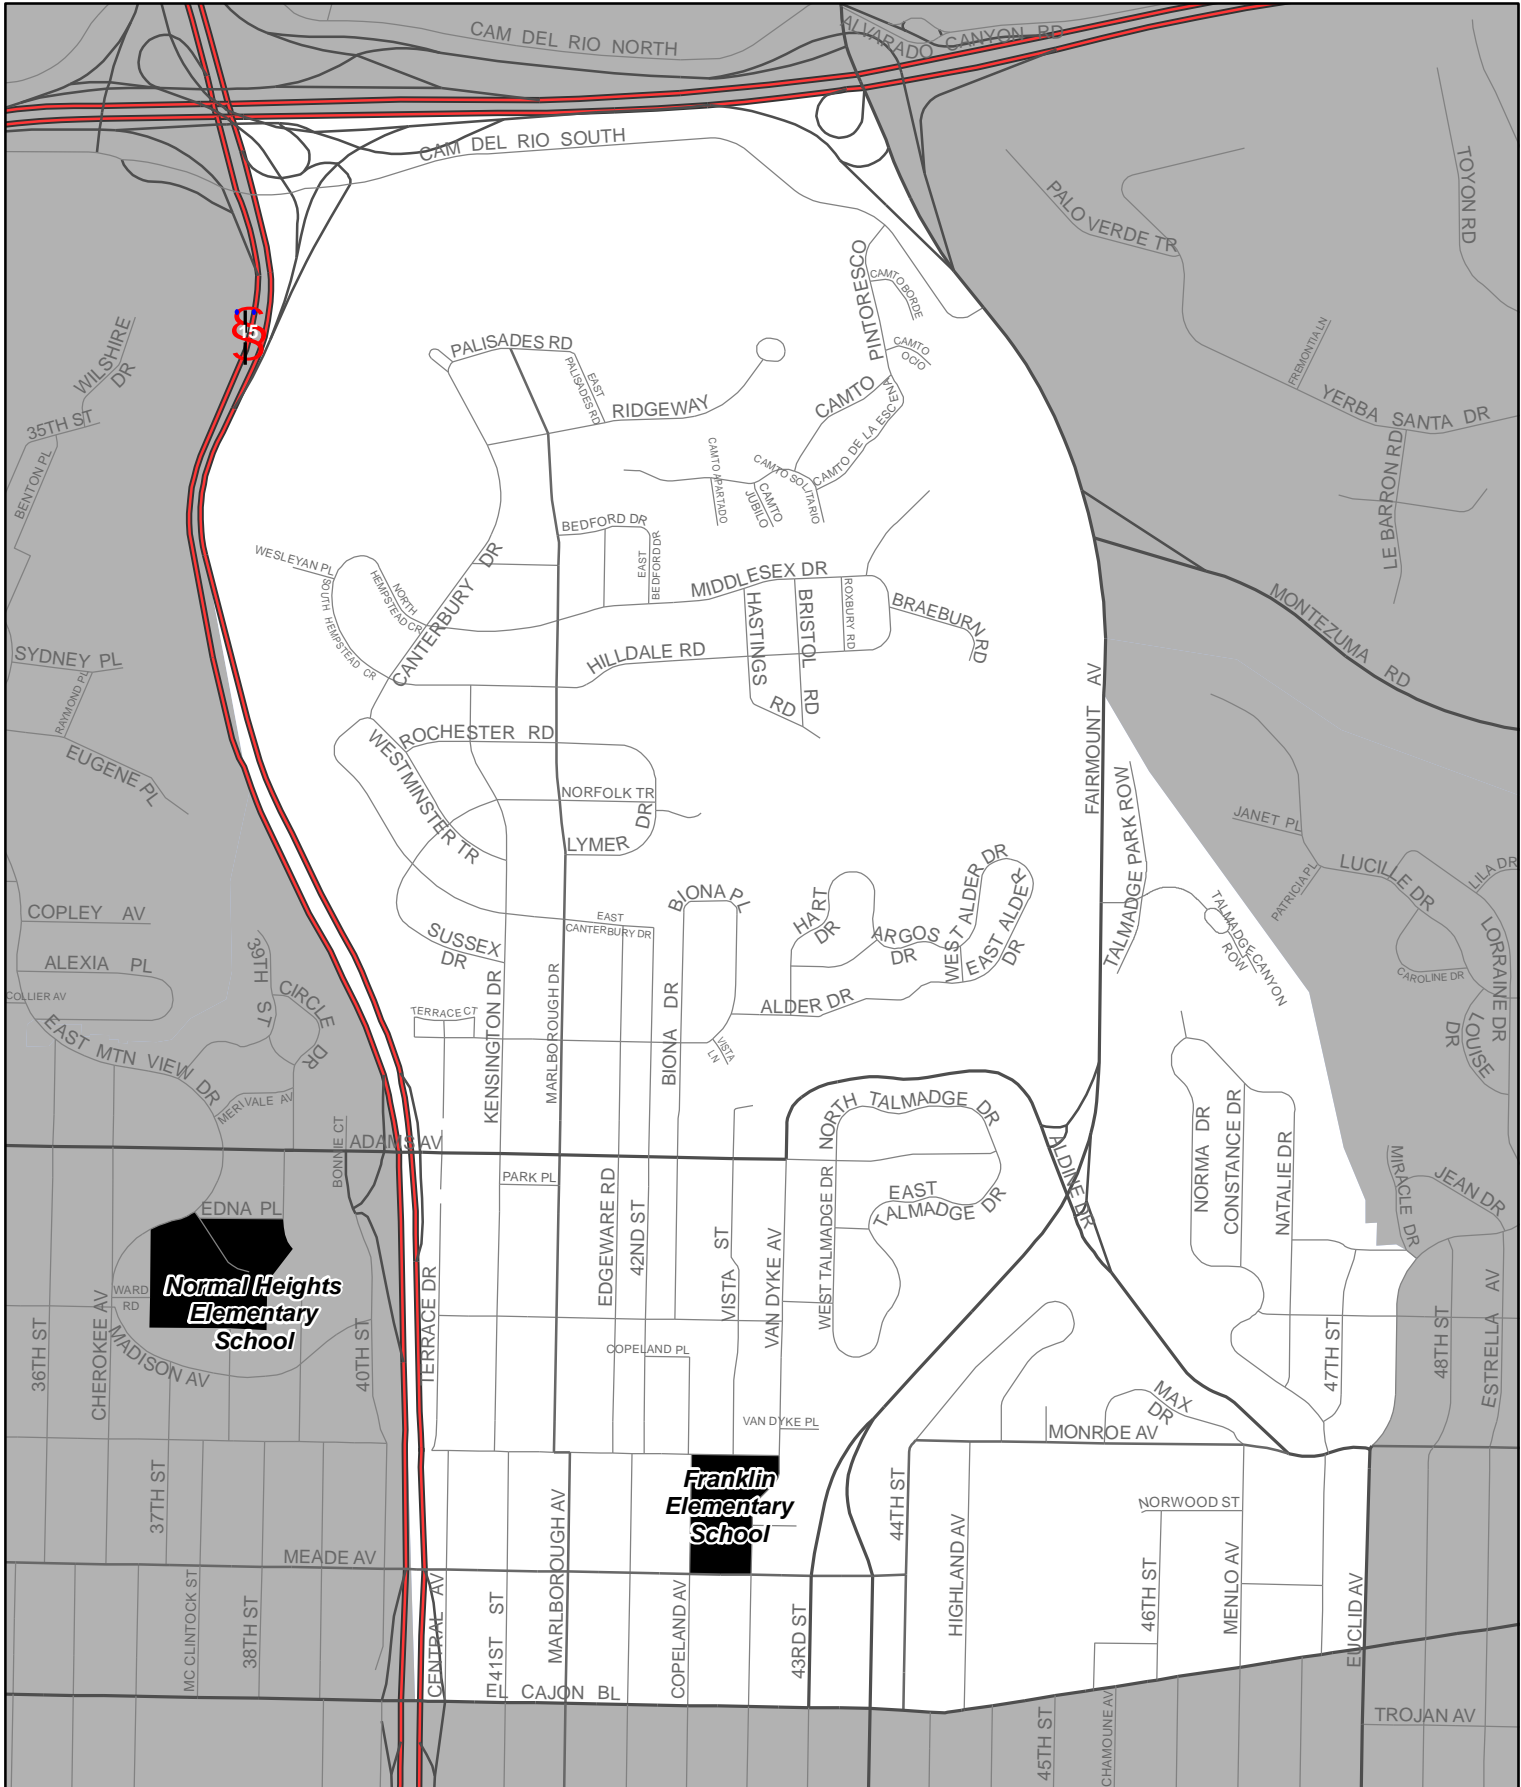 CAM DEL RIO NORTH
ALVARADO CANYON RD
CAM DEL RIO SOUTH
TOYON RD
PALO VERDE TR
PINTORESCO
CAMTO BORDE
CAMTO
OCIO
15
WILSHIRE
DR
PALISADES RD
EAST
PALISADES RD
RIDGEWAY
CAMTO
CAMTO DE LA ESCENA
FREMONTIA LN
YERBA SANTA DR
35TH ST
BENTON PL
CAMTO APARTADO
CAMTO
JUBILO
CAMTO SOLITARIO
LE BARRON RD
BEDFORD DR
EAST
BEDFORD DR
WESLEYAN PL
NORTH
HEMPSTEAD CR
SOUTH HEMPSTEAD CR
CANTERBURY DR
MIDDLESEX DR
HASTINGS
RD
BRISTOL RD
ROXBURY RD
BRAEBURN
RD
MONTEZUMA RD
SYDNEY PL
RAYMOND PL
EUGENE PL
HILLDALE RD
FAIRMOUNT AV
ROCHESTER RD
WESTMINSTER TR
NORFOLK TR
LYMER DR
TALMADGE PARK ROW
JANET PL
PATRICIA PL
LUCILLE DR
LILA DR
COPLEY AV
ALEXIA PL
COLLIER AV
39TH ST
CIRCLE
DR
SUSSEX
DR
EAST
CANTERBURY DR
BIONA PL
HART
DR
ARGOS
DR
WEST ALDER DR
EAST ALDER
DR
ALDER DR
TALMADGE CANYON
ROW
CAROLINE DR
LORRAINE DR
LOUISE
DR
EAST MTN VIEW DR
MERIVALE AV
TERRACE CT
KENSINGTON DR
MARLBOROUGH DR
BIONA DR
VISTA
LN
BONNIE CT
ADAMS AV
NORTH TALMADGE DR
ALDINE DR
NORMA DR
CONSTANCE DR
NATALIE DR
MIRACLE DR
JEAN DR
EDNA PL
PARK PL
EDGEWARE RD
42ND ST
VISTA ST
VAN DYKE AV
WEST TALMADGE DR
EAST
TALMADGE DR
Normal Heights
Elementary
School
WARD
RD
36TH ST
CHEROKEE AV
MADISON AV
40TH ST
TERRACE DR
COPELAND PL
VAN DYKE PL
MAX
DR
MONROE AV
47TH ST
48TH ST
ESTRELLA AV
Franklin
Elementary
School
37TH ST
MEADE AV
MARLBOROUGH AV
44TH ST
HIGHLAND AV
NORWOOD ST
46TH ST
MENLO AV
EUCLID AV
MC CLINTOCK ST
38TH ST
CENTRAL AV
E 41ST ST
COPELAND AV
43RD ST
EL CAJON BL
45TH ST
CHAMOUNE AV
TROJAN AV